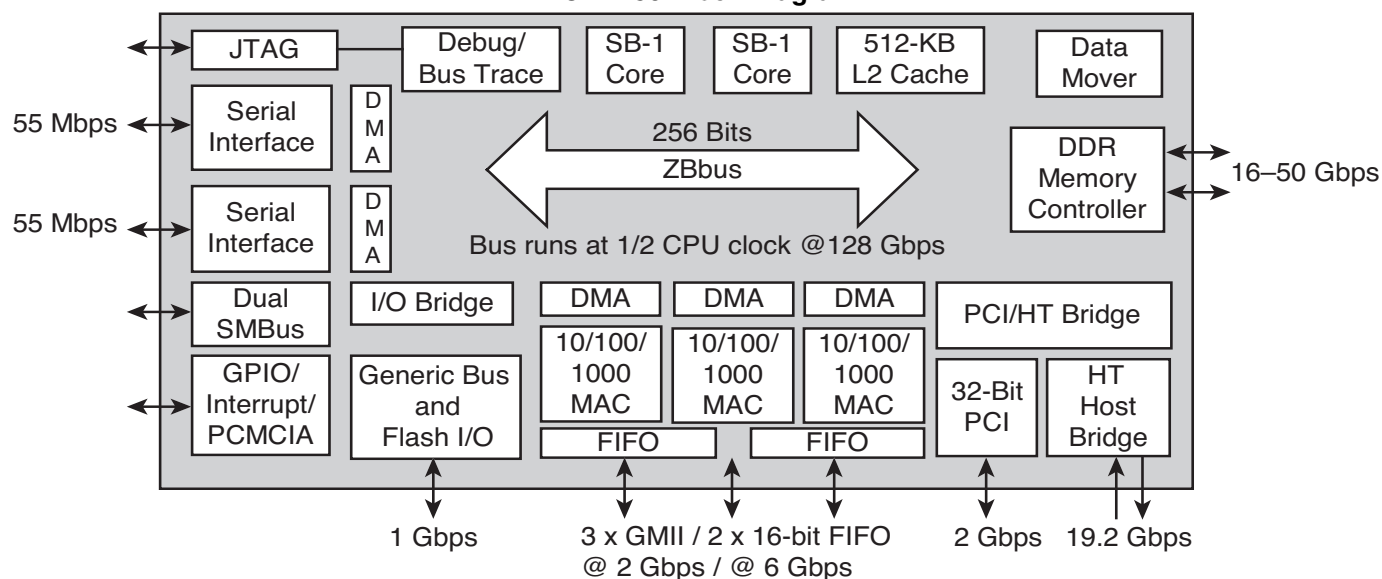 JTAG
Debug/
Bus Trace
SB-1
Core
SB-1
Core
512-KB
L2 Cache
Data
Mover
55 Mbps
Serial
Interface
D
M
A
256 Bits
ZBbus
DDR
Memory
Controller
16–50 Gbps
55 Mbps
Serial
Interface
D
M
A
Bus runs at 1/2 CPU clock @128 Gbps
Dual
SMBus
I/O Bridge
DMA
DMA
DMA
PCI/HT Bridge
GPIO/
Interrupt/
PCMCIA
Generic Bus
and
Flash I/O
10/100/
1000
MAC
10/100/
1000
MAC
10/100/
1000
MAC
FIFO
FIFO
32-Bit
PCI
HT
Host
Bridge
1 Gbps
3 x GMII / 2 x 16-bit FIFO
@ 2 Gbps / @ 6 Gbps
2 Gbps
19.2 Gbps